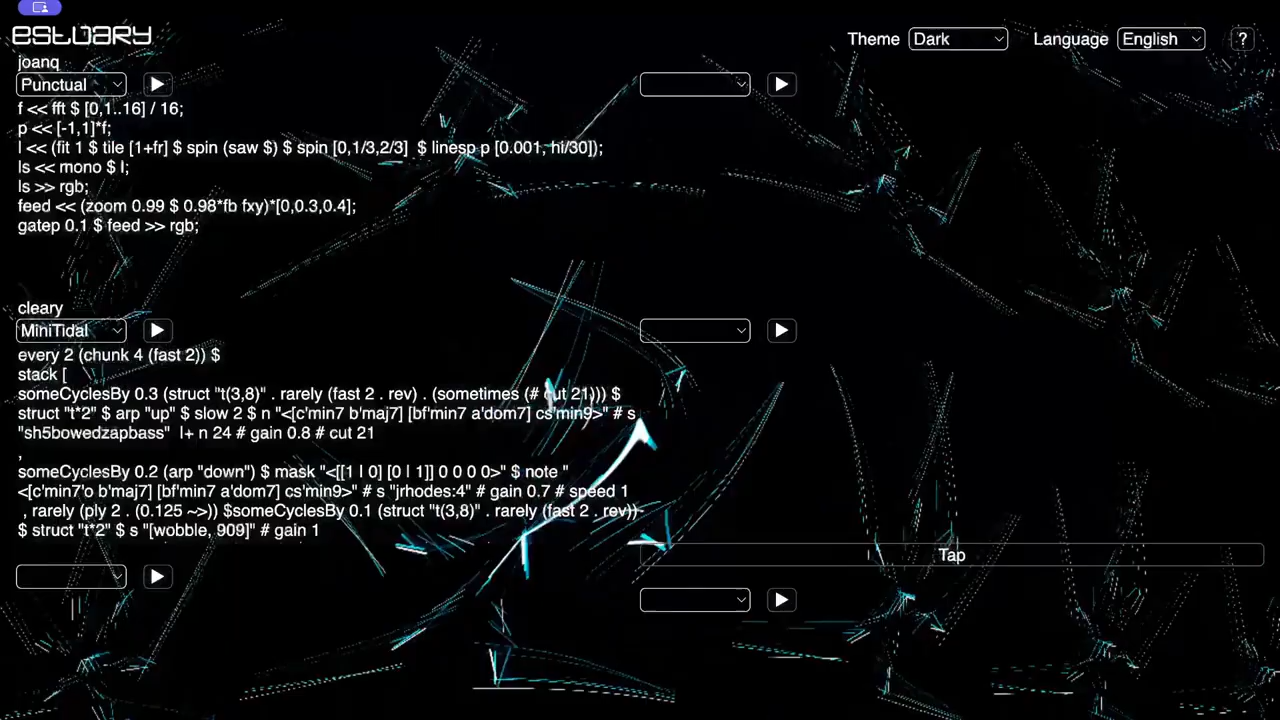 estuary
Theme Dark Language English ?
joanq
Punctual
f << fft $ [0,1..16] / 16;
p << [-1,1]*f;
l << (fit 1 $ tile [1+fr] $ spin (saw $) $ spin [0,1/3,2/3]  $ linesp p [0.001, hi/30]);
ls << mono $ l;
ls >> rgb;
feed << (zoom 0.99 $ 0.98*fb fxy)*[0,0.3,0.4];
gatep 0.1 $ feed >> rgb;
cleary
MiniTidal
every 2 (chunk 4 (fast 2)) $
stack [
someCyclesBy 0.3 (struct "t(3,8)" . rarely (fast 2 . rev) . (sometimes (# cut 21))) $
struct "t*2" $ arp "up" $ slow 2 $ n "<[c'min7 b'maj7] [bf'min7 a'dom7] cs'min9>" # s
"sh5bowedzapbass"  |+ n 24 # gain 0.8 # cut 21
,
someCyclesBy 0.2 (arp "down") $ mask "<[[1 | 0] [0 | 1]] 0 0 0 0>" $ note "
<[c'min7'o b'maj7] [bf'min7 a'dom7] cs'min9>" # s "jrhodes:4" # gain 0.7 # speed 1
, rarely (ply 2 . (0.125 ~>)) $someCyclesBy 0.1 (struct "t(3,8)" . rarely (fast 2 . rev))
$ struct "t*2" $ s "[wobble, 909]" # gain 1
Tap